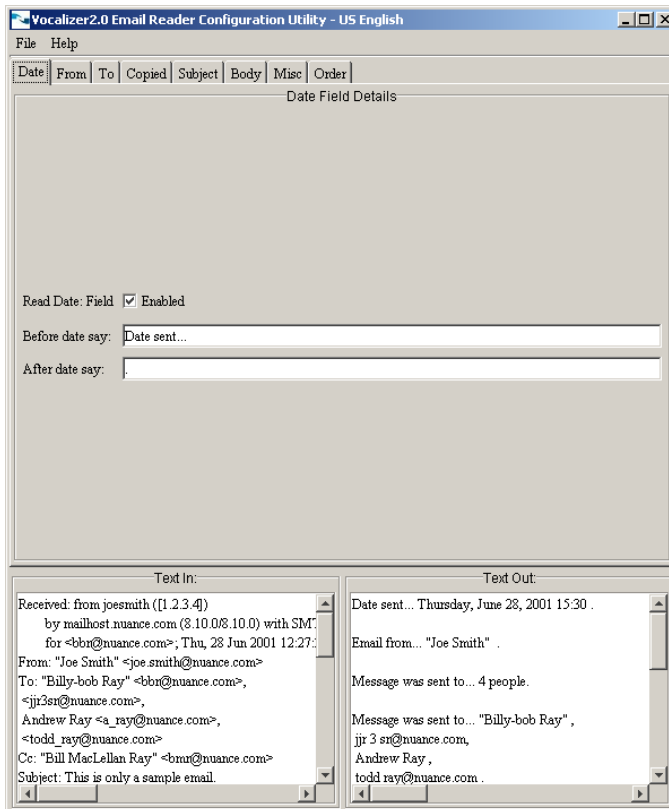 Vocalizer2.0 Email Reader Configuration Utility - US English
File Help
Date From To Copied Subject Body Misc Order
Date Field Details
Read Date: Field Enabled
Before date say: Date sent...
After date say: .
Text In:
Received: from joesmith ([1.2.3.4])
by mailhost.nuance.com (8.10.0/8.10.0) with SMT
for <bbr@nuance.com>; Thu, 28 Jun 2001 12:27:
From: "Joe Smith" <joe.smith@nuance.com>
To: "Billy-bob Ray" <bbr@nuance.com>,
<jjr3sr@nuance.com>,
Andrew Ray <a_ray@nuance.com>,
<todd_ray@nuance.com>
Cc: "Bill MacLellan Ray" <bmr@nuance.com>
Subject: This is only a sample email.
Text Out:
Date sent... Thursday, June 28, 2001 15:30 .
Email from... "Joe Smith" .
Message was sent to... 4 people.
Message was sent to... "Billy-bob Ray" ,
jjr 3 sr@nuance.com,
Andrew Ray ,
todd ray@nuance.com .